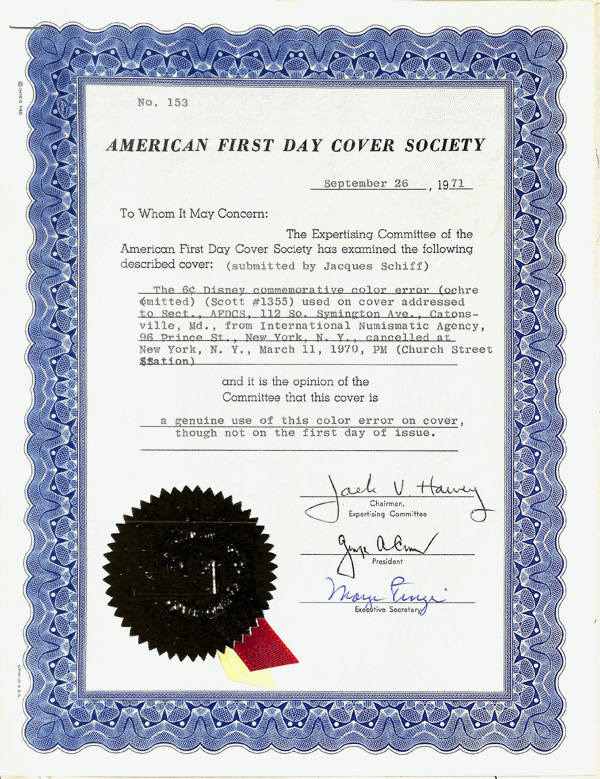 No. 153
AMERICAN FIRST DAY COVER SOCIETY
September 26, 1971
To Whom It May Concern:
The Expertising Committee of the
American First Day Cover Society has examined the following
described cover: (submitted by Jacques Schiff)
The 6¢ Disney commemorative color error (ochre
omitted) (Scott #1355) used on cover addressed
to Sect., AFDCS, 112 So. Symington Ave., Catons-
ville, Md., from International Numismatic Agency,
96 Prince St., New York, N. Y., cancelled at
New York, N. Y., March 11, 1970, PM (Church Street
Station)
and it is the opinion of the
Committee that this cover is
a genuine use of this color error on cover,
though not on the first day of issue.
Jack V. Harvey
Chairman,
Expertising Committee
President
Executive Secretary